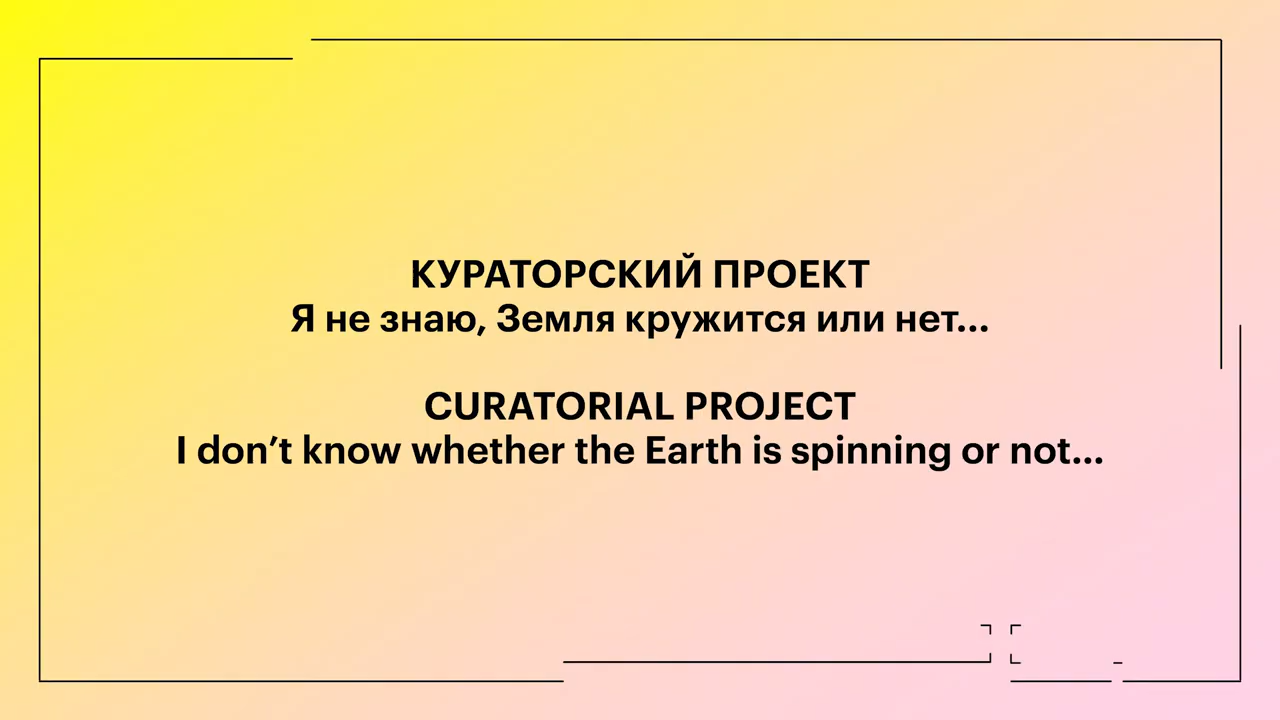 КУРАТОРСКИЙ ПРОЕКТ
Я не знаю, Земля кружится или нет...
CURATORIAL PROJECT
I don’t know whether the Earth is spinning or not...